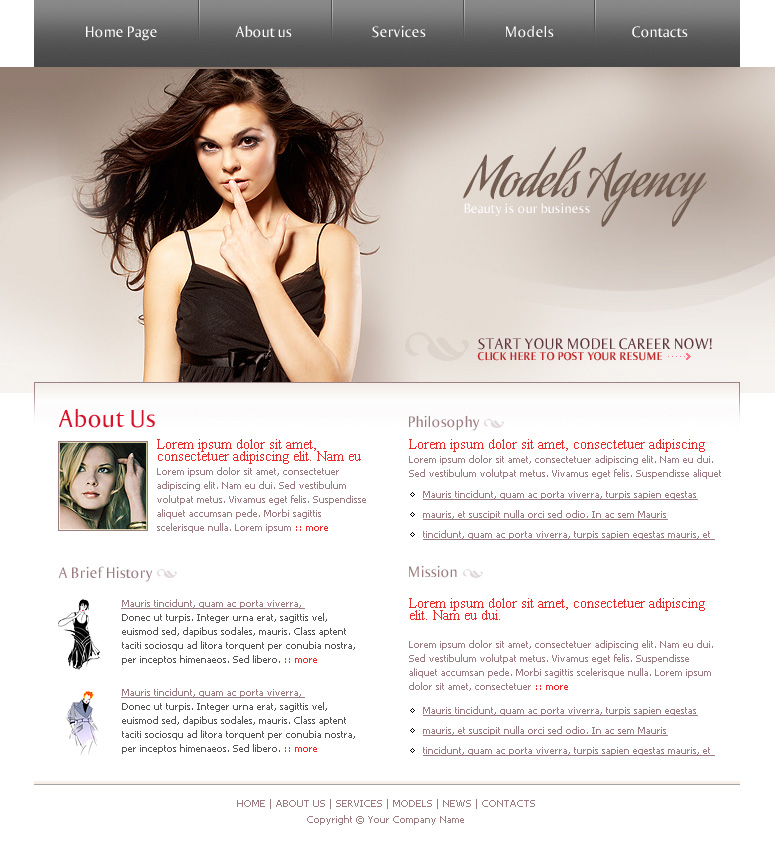 Home Page
About us
Services
Models
Contacts
Models Agency
Beauty is our business
START YOUR MODEL CAREER NOW!
CLICK HERE TO POST YOUR RESUME
About Us
Lorem ipsum dolor sit amet,
consectetuer adipiscing elit. Nam eu
Lorem ipsum dolor sit amet, consectetuer
adipiscing elit. Nam eu dui. Sed vestibulum
volutpat metus. Vivamus eget felis. Suspendisse
aliquet accumsan pede. Morbi sagittis
scelerisque nulla. Lorem ipsum :: more
A Brief History
Mauris tincidunt, quam ac porta viverra,
Donec ut turpis. Integer urna erat, sagittis vel,
euismod sed, dapibus sodales, mauris. Class aptent
taciti sociosqu ad litora torquent per conubia nostra,
per inceptos himenaeos. Sed libero. :: more
Mauris tincidunt, quam ac porta viverra,
Donec ut turpis. Integer urna erat, sagittis vel,
euismod sed, dapibus sodales, mauris. Class aptent
taciti sociosqu ad litora torquent per conubia nostra,
per inceptos himenaeos. Sed libero. :: more
Philosophy
Lorem ipsum dolor sit amet, consectetuer adipiscing
Lorem ipsum dolor sit amet, consectetuer adipiscing elit. Nam eu dui.
Sed vestibulum volutpat metus. Vivamus eget felis. Suspendisse aliquet
Mauris tincidunt, quam ac porta viverra, turpis sapien egestas
mauris, et suscipit nulla orci sed odio. In ac sem Mauris
tincidunt, quam ac porta viverra, turpis sapien egestas mauris, et
Mission
Lorem ipsum dolor sit amet, consectetuer adipiscing
elit. Nam eu dui.
Lorem ipsum dolor sit amet, consectetuer adipiscing elit. Nam eu dui.
Sed vestibulum volutpat metus. Vivamus eget felis. Suspendisse
aliquet accumsan pede. Morbi sagittis scelerisque nulla. Lorem ipsum
dolor sit amet, consectetuer :: more
Mauris tincidunt, quam ac porta viverra, turpis sapien egestas
mauris, et suscipit nulla orci sed odio. In ac sem Mauris
tincidunt, quam ac porta viverra, turpis sapien egestas mauris, et
HOME | ABOUT US | SERVICES | MODELS | NEWS | CONTACTS
Copyright © Your Company Name